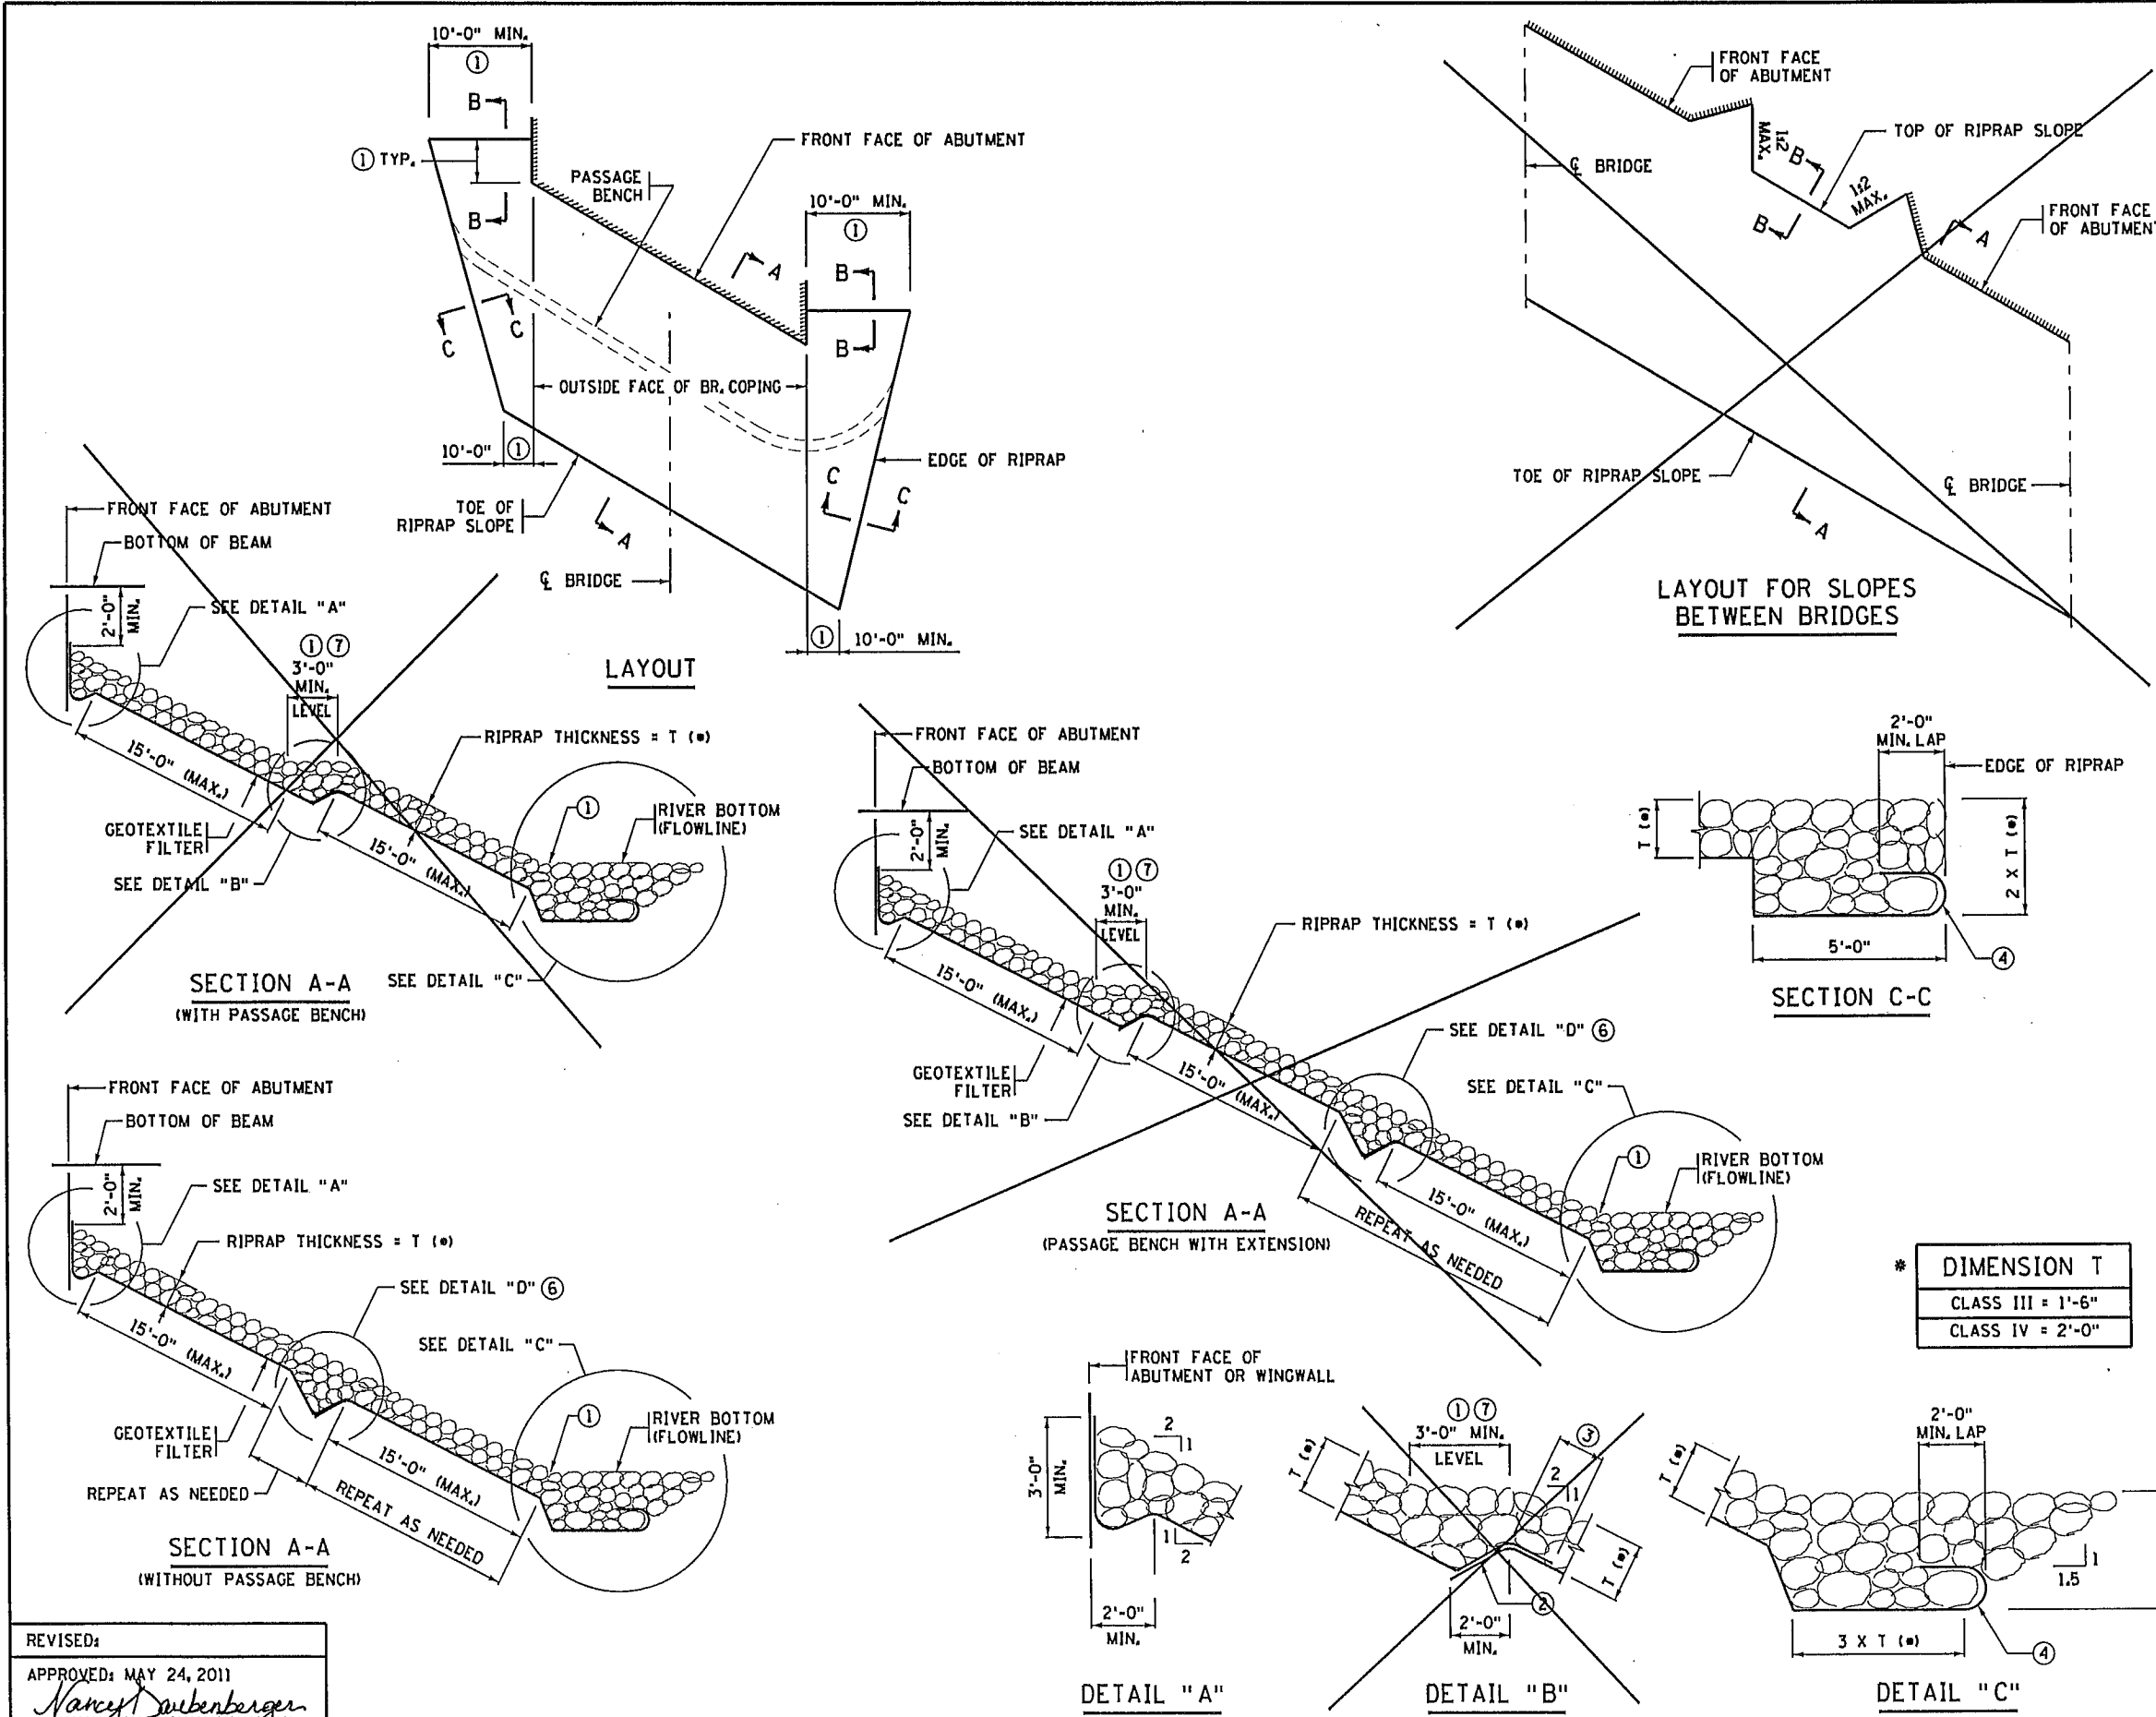 10'-0" MIN.
①
B
① TYP.
B
PASSAGE
BENCH
FRONT FACE OF ABUTMENT
10'-0" MIN.
①
A
B
B
C
C
OUTSIDE FACE OF BR. COPING
10'-0"
①
EDGE OF RIPRAP
C
C
TOE OF
RIPRAP SLOPE
A
℄ BRIDGE
① 10'-0" MIN.
LAYOUT
FRONT FACE
OF ABUTMENT
1:2
MAX.
B
TOP OF RIPRAP SLOPE
℄ BRIDGE
1:2
MAX.
B
A
FRONT FACE
OF ABUTMENT
TOE OF RIPRAP SLOPE
℄ BRIDGE
A
LAYOUT FOR SLOPES
BETWEEN BRIDGES
FRONT FACE OF ABUTMENT
BOTTOM OF BEAM
2'-0"
MIN.
SEE DETAIL "A"
① ⑦
3'-0"
MIN.
LEVEL
RIPRAP THICKNESS = T (*)
15'-0" (MAX.)
①
RIVER BOTTOM
(FLOWLINE)
GEOTEXTILE
FILTER
15'-0" (MAX.)
SEE DETAIL "B"
SEE DETAIL "C"
SECTION A-A
(WITH PASSAGE BENCH)
FRONT FACE OF ABUTMENT
BOTTOM OF BEAM
2'-0"
MIN.
SEE DETAIL "A"
① ⑦
3'-0"
MIN.
LEVEL
RIPRAP THICKNESS = T (*)
15'-0" (MAX.)
SEE DETAIL "D" ⑥
GEOTEXTILE
FILTER
15'-0" (MAX.)
SEE DETAIL "C"
SEE DETAIL "B"
①
RIVER BOTTOM
(FLOWLINE)
15'-0" (MAX.)
REPEAT AS NEEDED
SECTION A-A
(PASSAGE BENCH WITH EXTENSION)
2'-0"
MIN. LAP
EDGE OF RIPRAP
T (*)
2 X T (*)
5'-0"
④
SECTION C-C
FRONT FACE OF ABUTMENT
BOTTOM OF BEAM
2'-0"
MIN.
SEE DETAIL "A"
RIPRAP THICKNESS = T (*)
SEE DETAIL "D" ⑥
15'-0" (MAX.)
SEE DETAIL "C"
①
RIVER BOTTOM
(FLOWLINE)
GEOTEXTILE
FILTER
15'-0" (MAX.)
REPEAT AS NEEDED
REPEAT AS NEEDED
SECTION A-A
(WITHOUT PASSAGE BENCH)
* DIMENSION T
CLASS III = 1'-6"
CLASS IV = 2'-0"
FRONT FACE OF
ABUTMENT OR WINGWALL
2
1
3'-0"
MIN.
1
2
2'-0"
MIN.
DETAIL "A"
① ⑦
3'-0" MIN.
LEVEL
③
T (*)
2
1
T (*)
②
2'-0"
MIN.
DETAIL "B"
2'-0"
MIN. LAP
T (*)
1
1.5
3 X T (*)
④
DETAIL "C"
REVISED:
APPROVED: MAY 24, 2011
Nancy Daubenberger